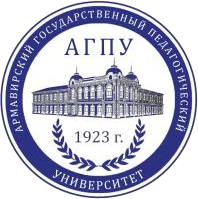 АРМАВИРСКИЙ ГОСУДАРСТВЕННЫЙ ПЕДАГОГИЧЕСКИЙ
УНИВЕРСИТЕТ
АГПУ
1923 г.